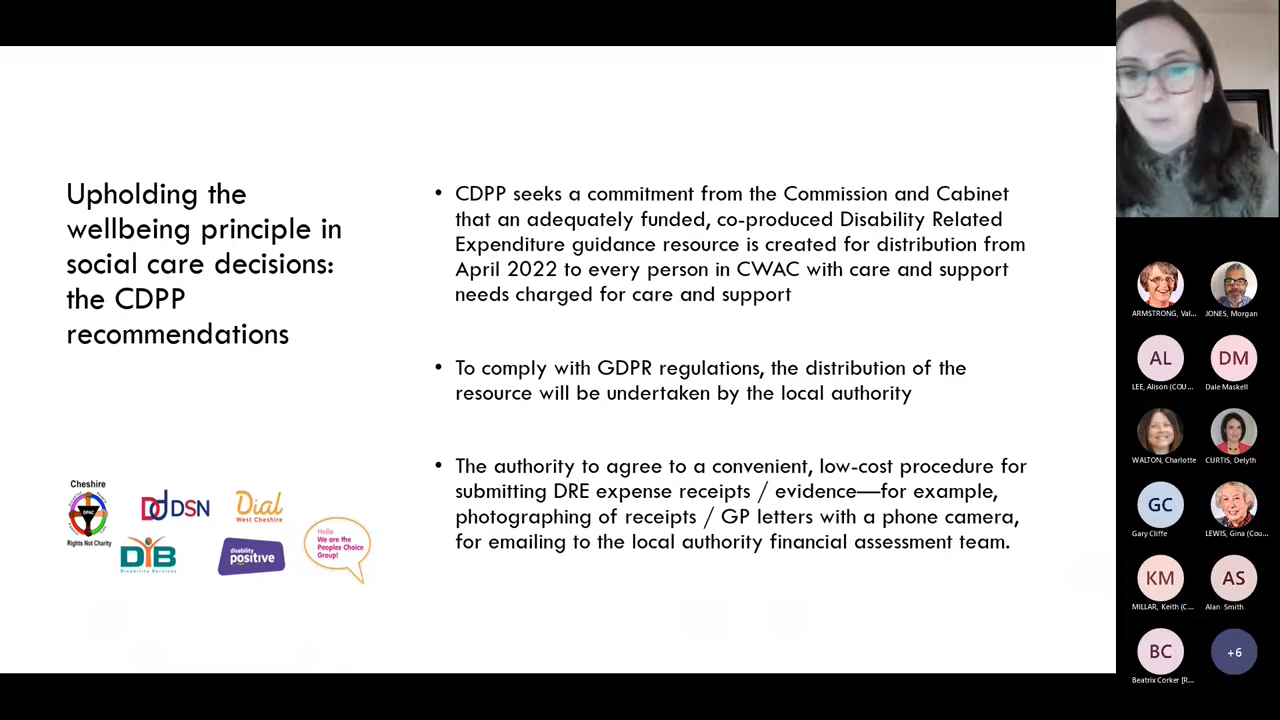 Upholding the
wellbeing principle in
social care decisions:
the CDPP
recommendations
• CDPP seeks a commitment from the Commission and Cabinet
that an adequately funded, co-produced Disability Related
Expenditure guidance resource is created for distribution from
April 2022 to every person in CWAC with care and support
needs charged for care and support
• To comply with GDPR regulations, the distribution of the
resource will be undertaken by the local authority
• The authority to agree to a convenient, low-cost procedure for
submitting DRE expense receipts / evidence—for example,
photographing of receipts / GP letters with a phone camera,
for emailing to the local authority financial assessment team.
Cheshire
DPAC
Rights Not Charity
DSN
Dial
West Cheshire
DIB
Disability Services
disability
positive
Hello
We are the
Peoples Choice
Group!
ARMSTRONG, Val...
JONES, Morgan
AL
LEE, Alison (COU...
DM
Dale Maskell
WALTON, Charlotte
CURTIS, Delyth
GC
Gary Cliffe
LEWIS, Gina (Cou...
KM
MILLAR, Keith (C...
AS
Alan Smith
BC
Beatrix Corker [R...
+6